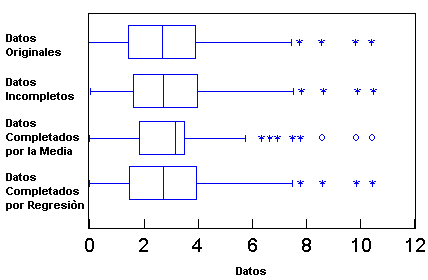 Datos
Originales
Datos
Incompletos
Datos
Completados
por la Media
Datos
Completados
por Regresiòn
0 2 4 6 8 10 12
Datos